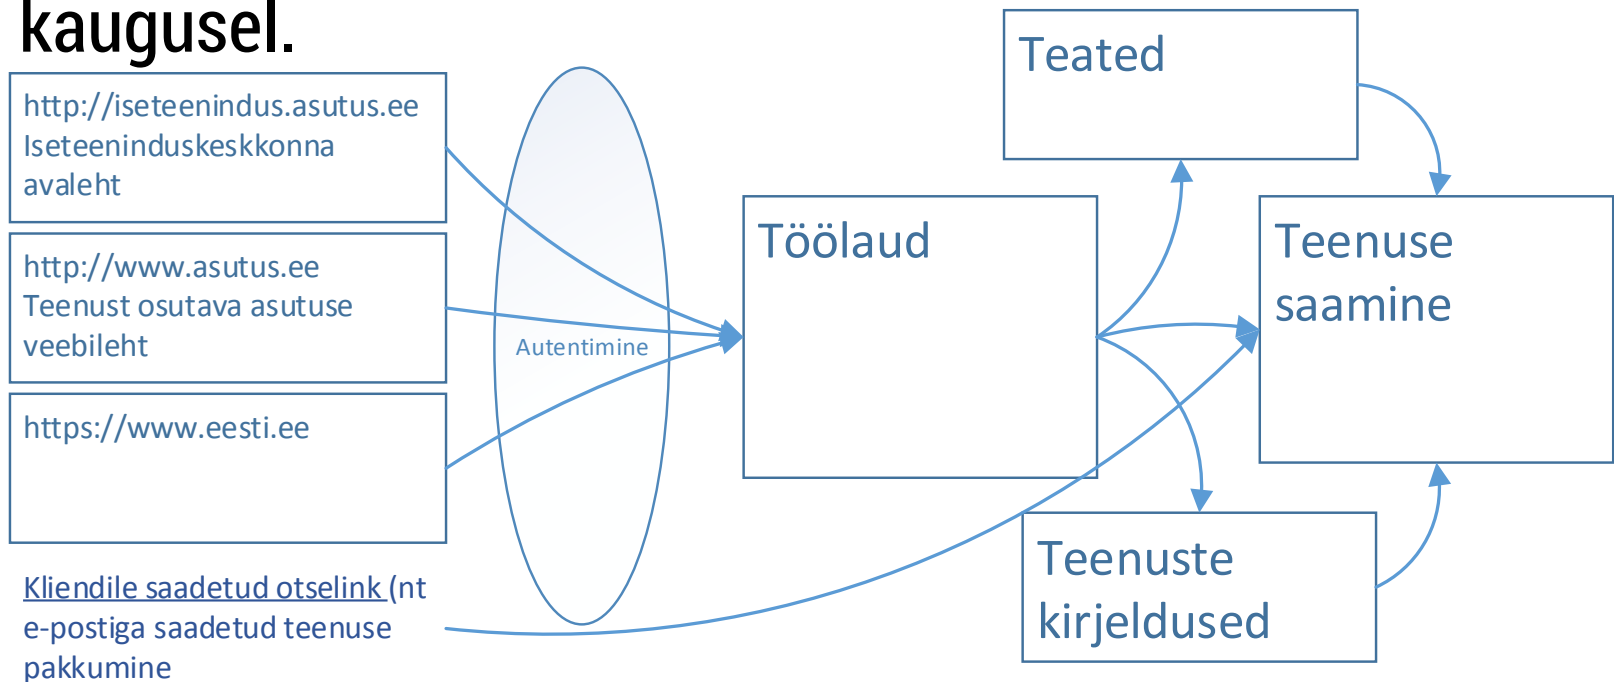 kaugusel.
http://iseteenindus.asutus.ee
Iseteeninduskeskkonna
avaleht
http://www.asutus.ee
Teenust osutava asutuse
veebileht
https://www.eesti.ee
Kliendile saadetud otselink (nt
e-postiga saadetud teenuse
pakkumine
Autentimine
Töölaud
Teated
Teenuse
saamine
Teenuste
kirjeldused